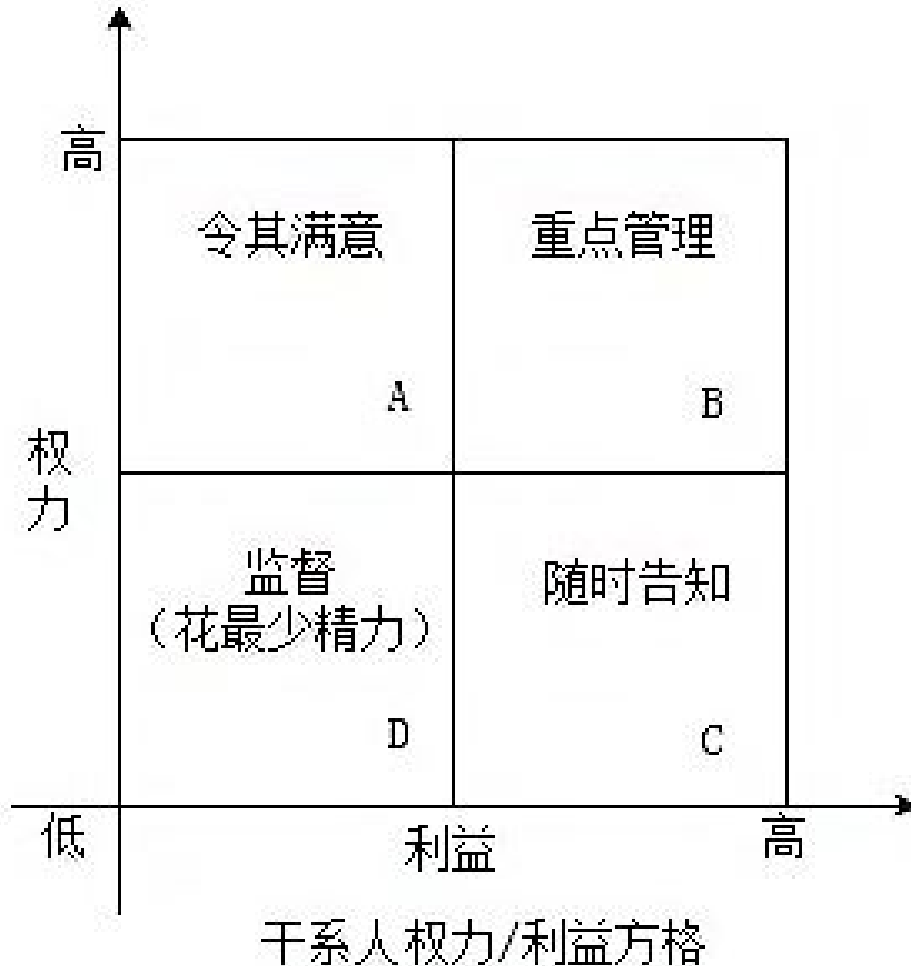 高
令其满意
重点管理
A
B
权力
监督
（花最少精力）
随时告知
D
C
低
利益
高
干系人权力/利益方格